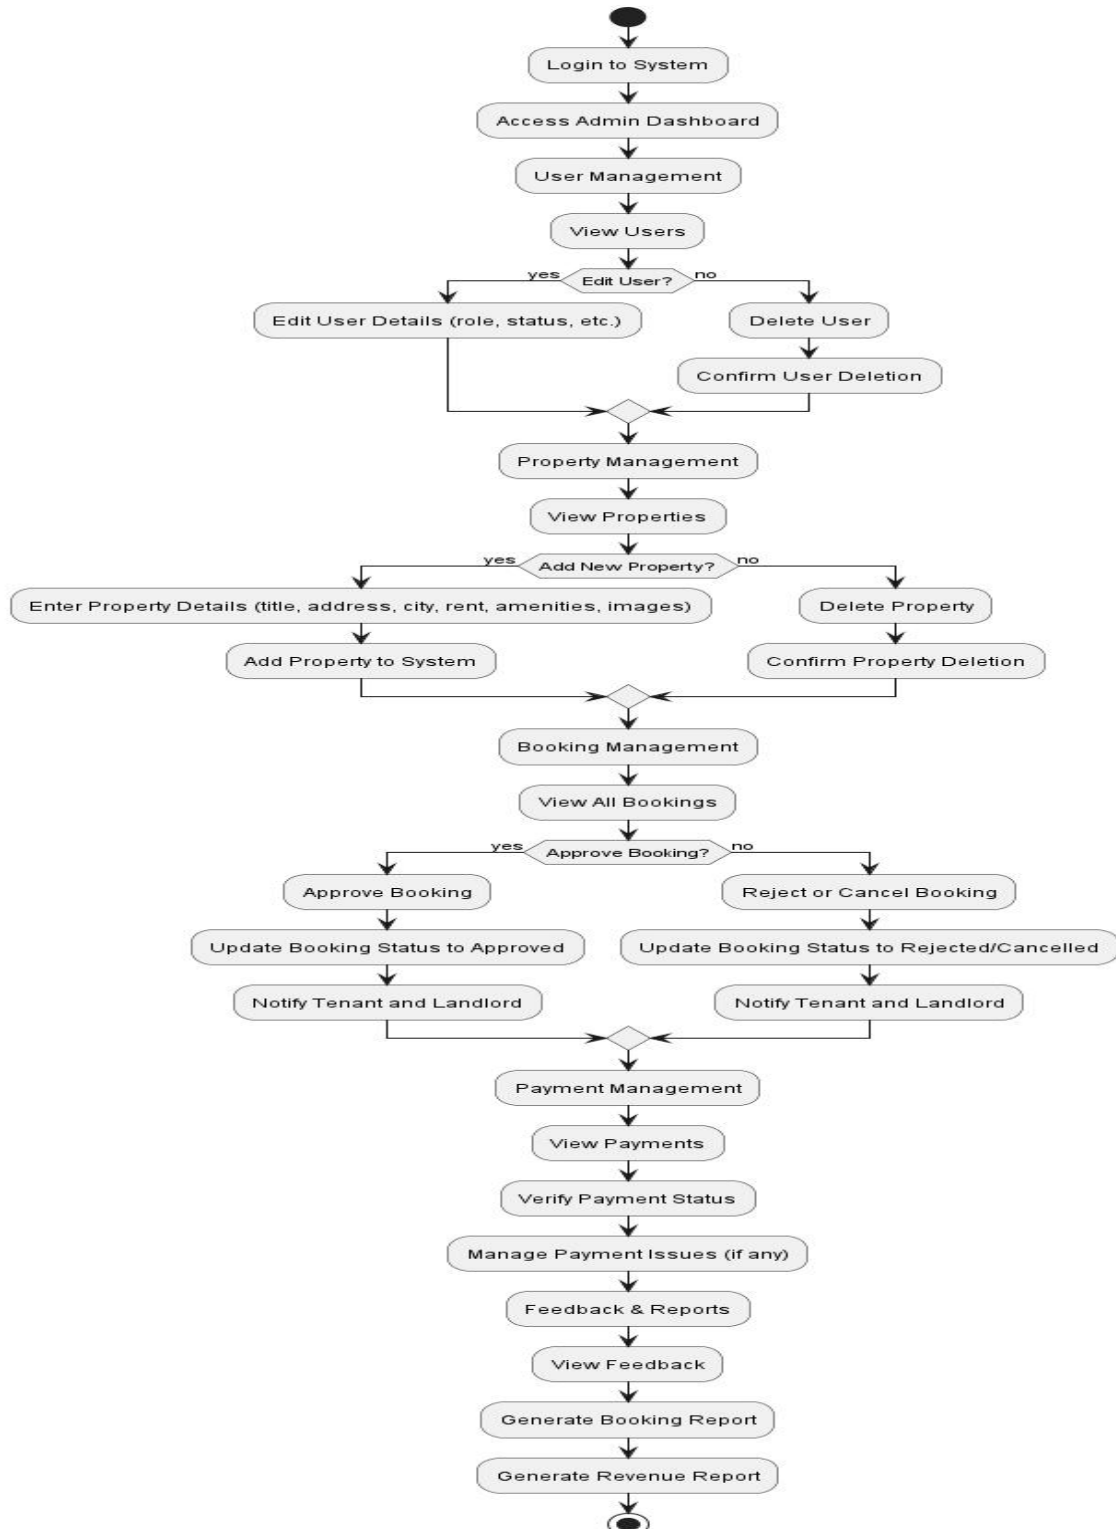 Login to System
Access Admin Dashboard
User Management
View Users
yes
Edit User?
no
Edit User Details (role, status, etc.)
Delete User
Confirm User Deletion
Property Management
View Properties
yes
Add New Property?
no
Enter Property Details (title, address, city, rent, amenities, images)
Delete Property
Add Property to System
Confirm Property Deletion
Booking Management
View All Bookings
yes
Approve Booking?
no
Approve Booking
Reject or Cancel Booking
Update Booking Status to Approved
Update Booking Status to Rejected/Cancelled
Notify Tenant and Landlord
Notify Tenant and Landlord
Payment Management
View Payments
Verify Payment Status
Manage Payment Issues (if any)
Feedback & Reports
View Feedback
Generate Booking Report
Generate Revenue Report